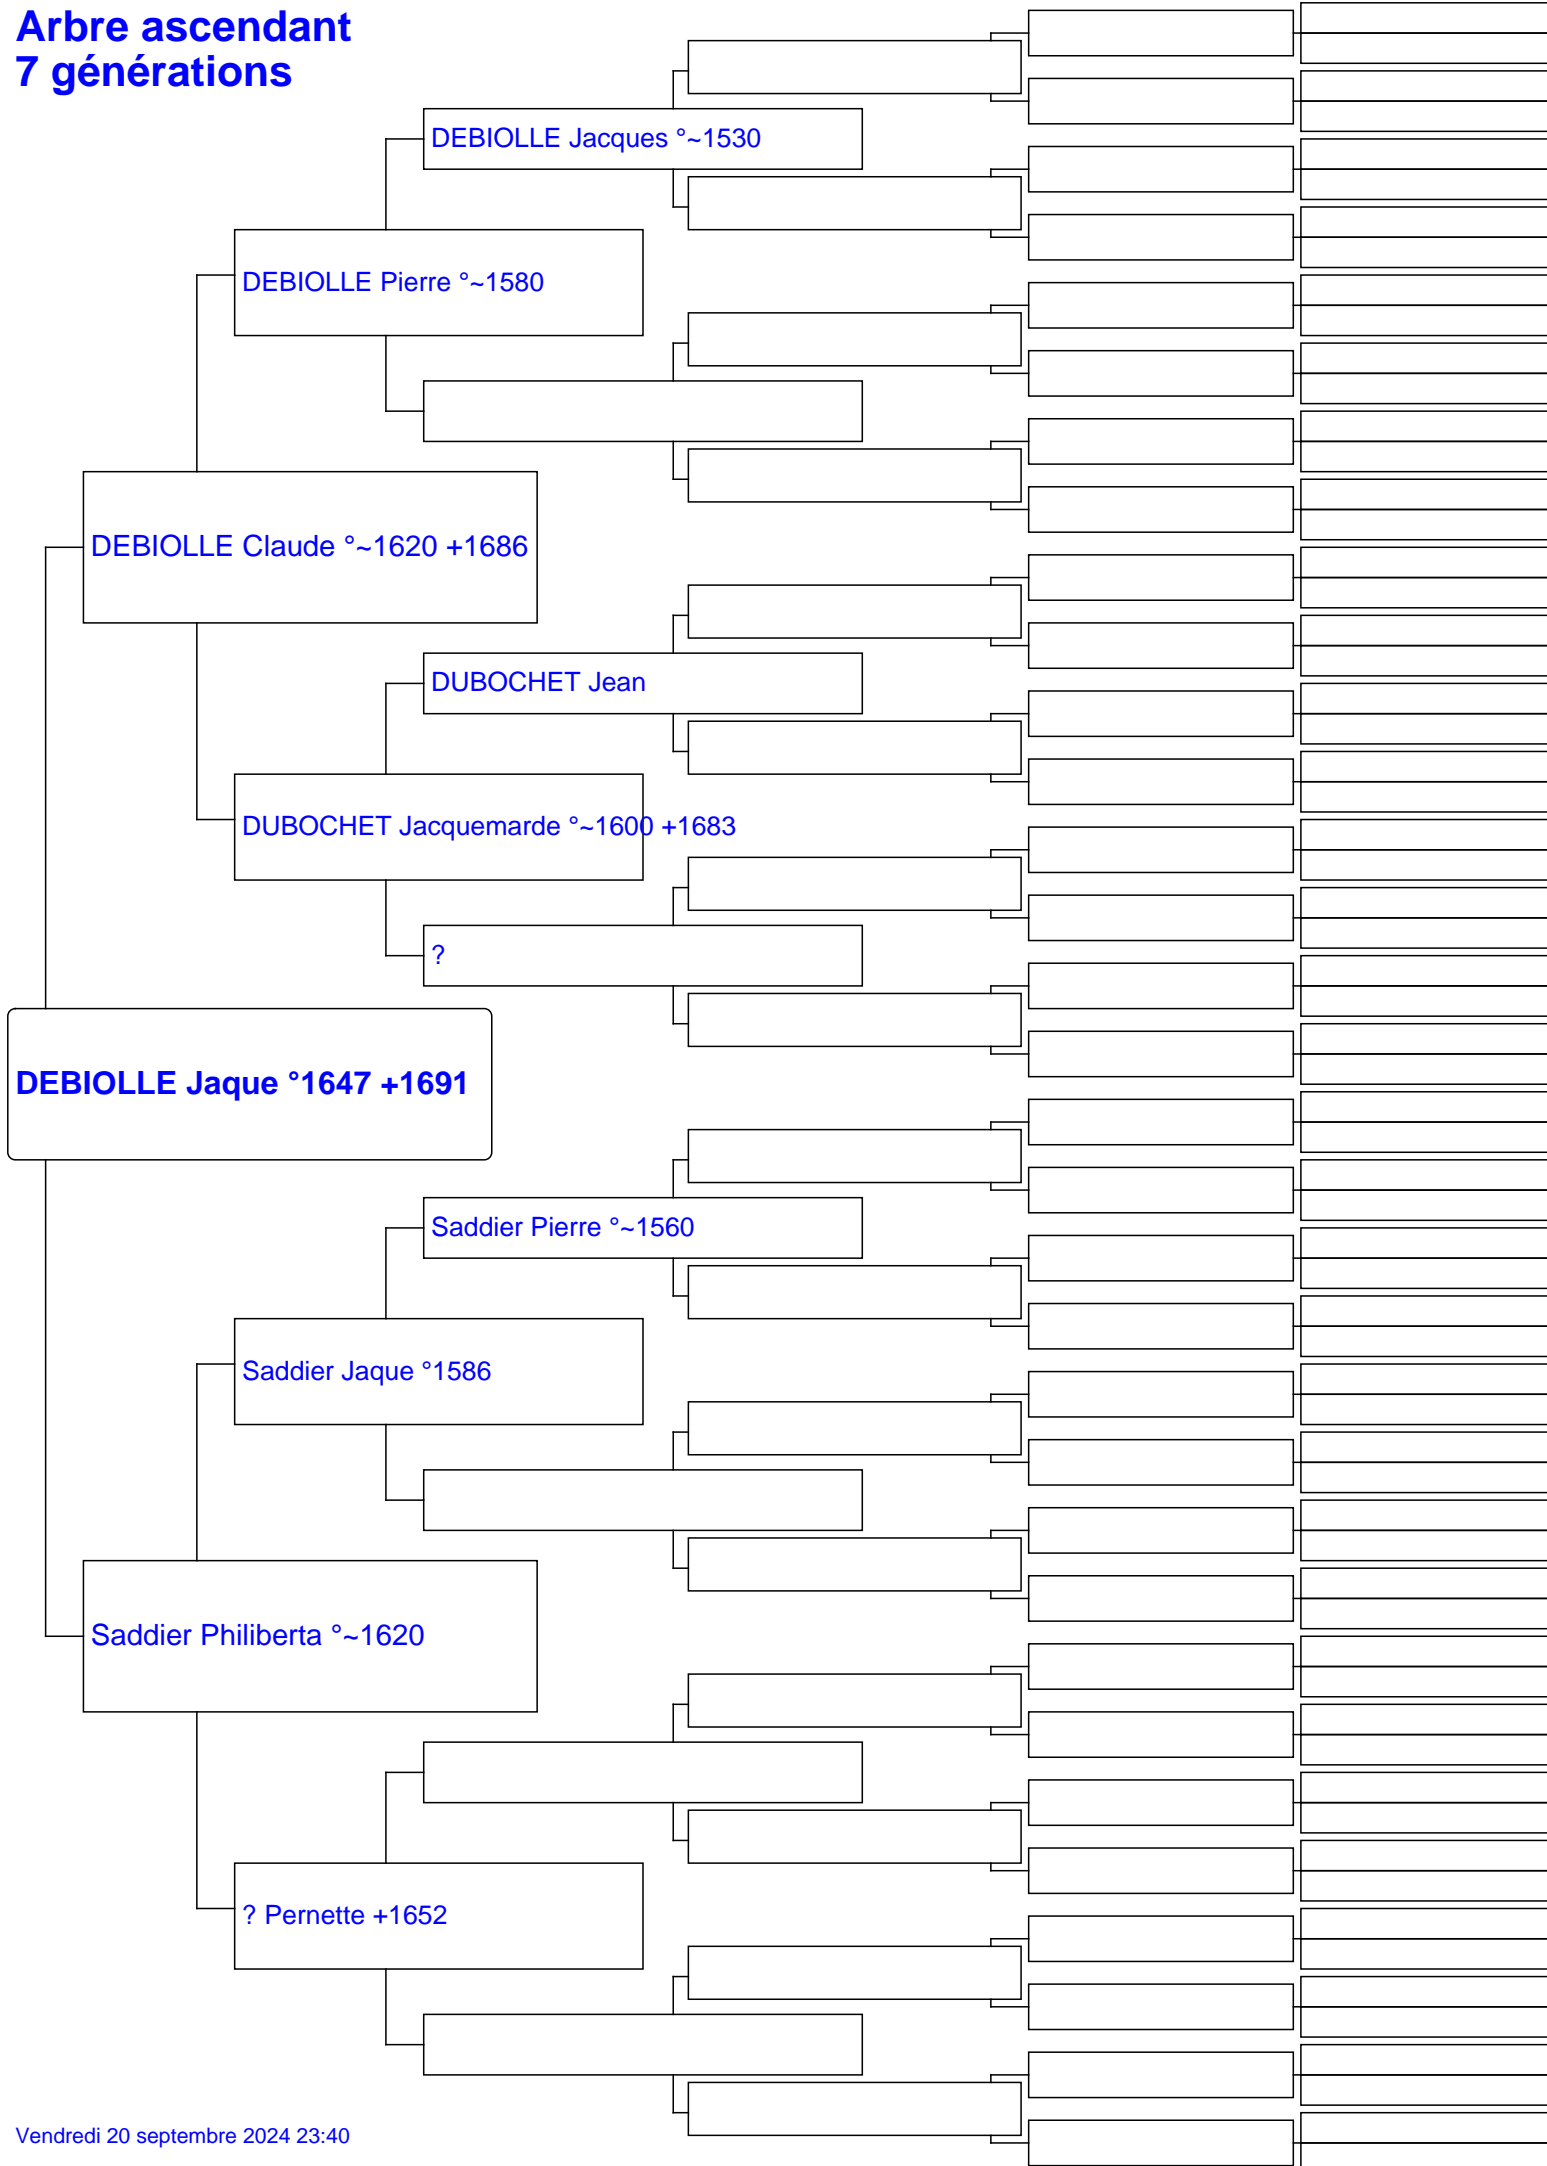 Arbre ascendant
7 générations
DEBIOLLE Jacques °~1530
DEBIOLLE Pierre °~1580
DEBIOLLE Claude °~1620 +1686
DUBOCHET Jean
DUBOCHET Jacquemarde °~1600 +1683
?
DEBIOLLE Jaque °1647 +1691
Saddier Pierre °~1560
Saddier Jaque °1586
Saddier Philiberta °~1620
? Pernette +1652
Vendredi 20 septembre 2024 23:40